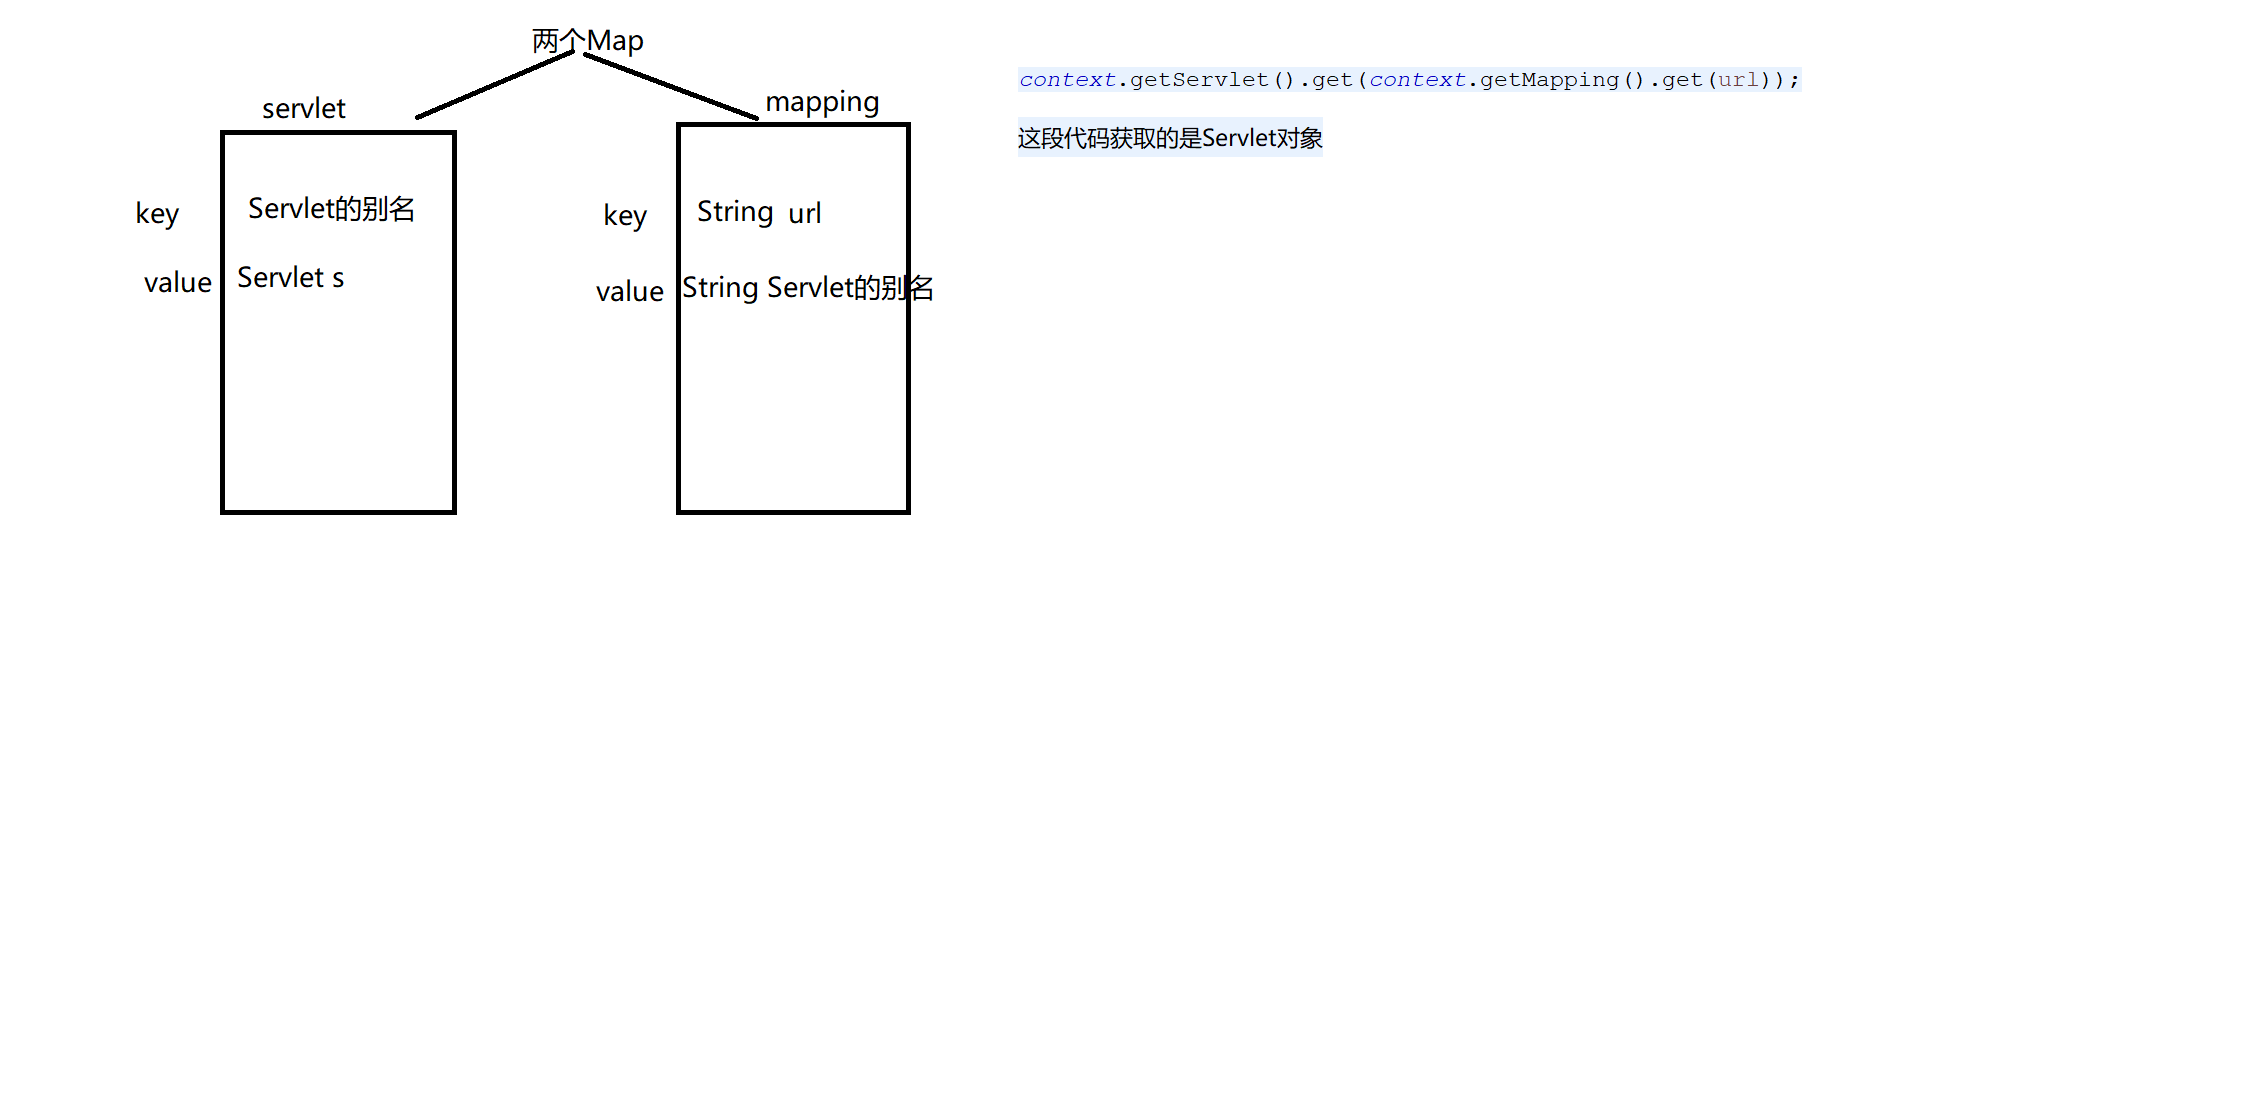 两个Map
servlet
key Servlet的别名
value Servlet s
mapping
key String url
value String Servlet的别名
context.getServlet().get(context.getMapping().get(url));
这段代码获取的是Servlet对象